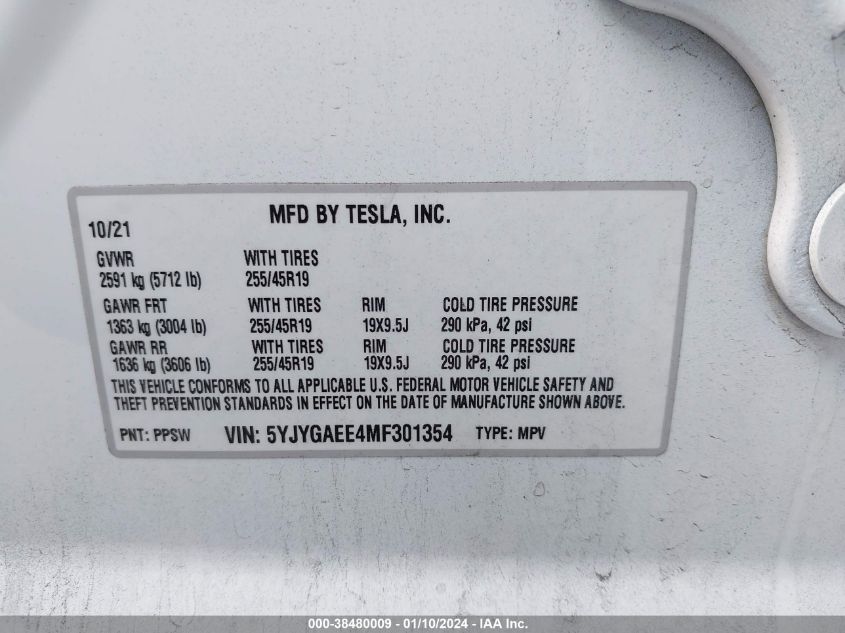 MFD BY TESLA, INC.
10/21
GVWR WITH TIRES
2591 kg (5712 lb) 255/45R19
GAWR FRT WITH TIRES RIM COLD TIRE PRESSURE
1363 kg (3004 lb) 255/45R19 19X9.5J 290 kPa, 42 psi
GAWR RR WITH TIRES RIM COLD TIRE PRESSURE
1636 kg (3606 lb) 255/45R19 19X9.5J 290 kPa, 42 psi
THIS VEHICLE CONFORMS TO ALL APPLICABLE U.S. FEDERAL MOTOR VEHICLE SAFETY AND
THEFT PREVENTION STANDARDS IN EFFECT ON THE DATE OF MANUFACTURE SHOWN ABOVE.
PNT: PPSW VIN: 5YJYGAEE4MF301354 TYPE: MPV
000-38480009 - 01/10/2024 - IAA Inc.